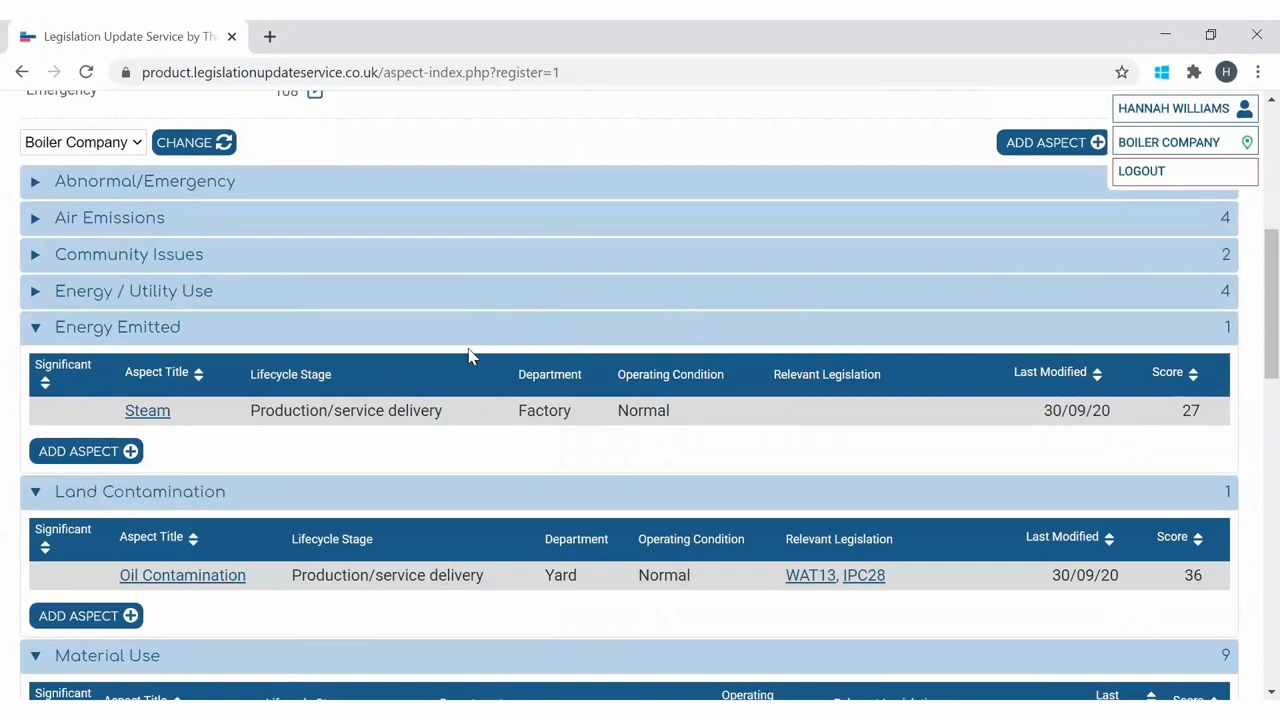 Legislation Update Service by Th
product.legislationupdateservice.co.uk/aspect-index.php?register=1
H
Emergency 108
HANNAH WILLIAMS
Boiler Company CHANGE ADD ASPECT BOILER COMPANY
LOGOUT
Abnormal/Emergency
Air Emissions 4
Community Issues 2
Energy / Utility Use 4
Energy Emitted 1
Significant Aspect Title Lifecycle Stage Department Operating Condition Relevant Legislation Last Modified Score
Steam Production/service delivery Factory Normal 30/09/20 27
ADD ASPECT
Land Contamination 1
Significant Aspect Title Lifecycle Stage Department Operating Condition Relevant Legislation Last Modified Score
Oil Contamination Production/service delivery Yard Normal WAT13, IPC28 30/09/20 36
ADD ASPECT
Material Use 9
Significant Aspect Title Operating Last Score